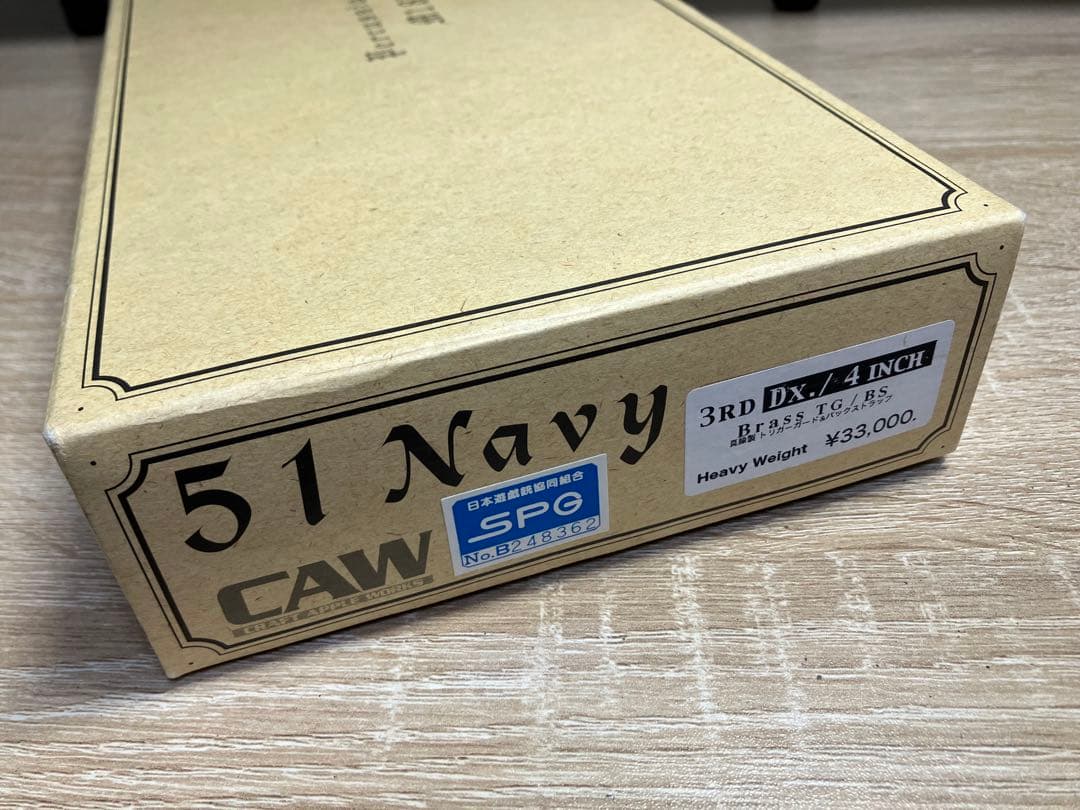 51 Navy
CAW
CRAFT APPLE WORKS
日本遊戯銃協同組合
SPG
No.B248362
3RD DX./4 INCH
Brass TG/BS
真鍮製 トリガーガード&バックストラップ
Heavy Weight ¥33,000.